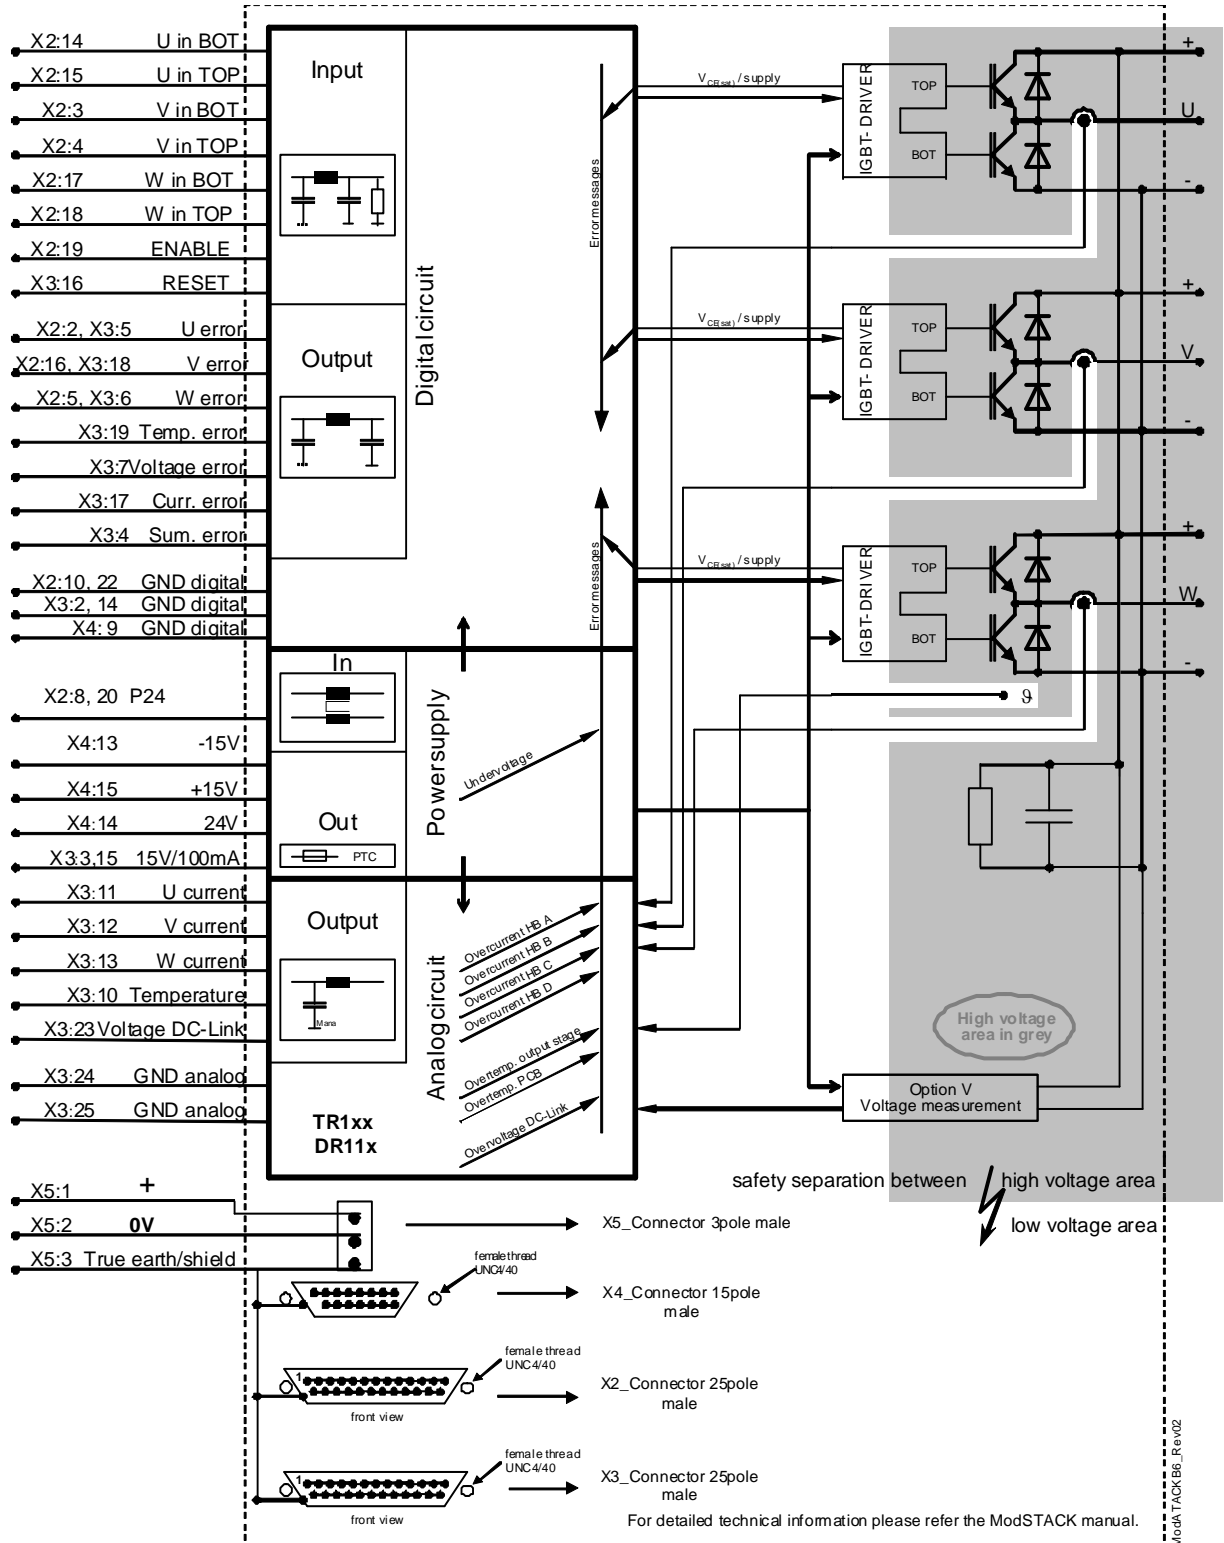 X2:14 U in BOT
X2:15 U in TOP
X2:3 V in BOT
X2:4 V in TOP
X2:17 W in BOT
X2:18 W in TOP
X2:19 ENABLE
X3:16 RESET
X2:2, X3:5 U error
X2:16, X3:18 V error
X2:5, X3:6 W error
X3:19 Temp. error
X3:7 Voltage error
X3:17 Curr. error
X3:4 Sum. error
X2:10, 22 GND digital
X3:2, 14 GND digital
X4: 9 GND digital
X2:8, 20 P24
X4:13 -15V
X4:15 +15V
X4:14 24V
X3:3,15 15V/100mA
X3:11 U current
X3:12 V current
X3:13 W current
X3:10 Temperature
X3:23 Voltage DC-Link
X3:24 GND analog
X3:25 GND analog
X5:1 +
X5:2 0V
X5:3 True earth/shield
Input
Output
Digitalcircuit
In
Out
PTC
Powersupply
Output
Mana
Analogcircuit
TR1xx
DR11x
Error messages
Error messages
Undervoltage
Overcurrent HB A
Overcurrent HB B
Overcurrent HB C
Overcurrent HB D
Overtemp. output stage
Overtemp. PCB
Overvoltage DC-Link
VCE(sat) / supply
IGBT- DRIVER
TOP
BOT
+
U
-
VCE(sat) / supply
IGBT- DRIVER
TOP
BOT
+
V
-
VCE(sat) / supply
IGBT- DRIVER
TOP
BOT
+
W
-
ϑ
High voltage
area in grey
Option V
Voltage measurement
safety separation between high voltage area
low voltage area
X5_Connector 3pole male
female thread
UNC4/40
X4_Connector 15pole
male
1
female thread
UNC4/40
X2_Connector 25pole
male
front view
1
female thread
UNC4/40
X3_Connector 25pole
male
front view
For detailed technical information please refer the ModSTACK manual.
ModATACKB6_Rev02